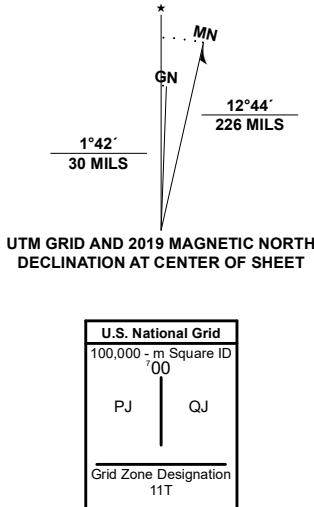 ★
MN
GN
1°42´
30 MILS
12°44´
226 MILS
UTM GRID AND 2019 MAGNETIC NORTH
DECLINATION AT CENTER OF SHEET
U.S. National Grid
100,000 - m Square ID
⁷00
PJ QJ
Grid Zone Designation
11T